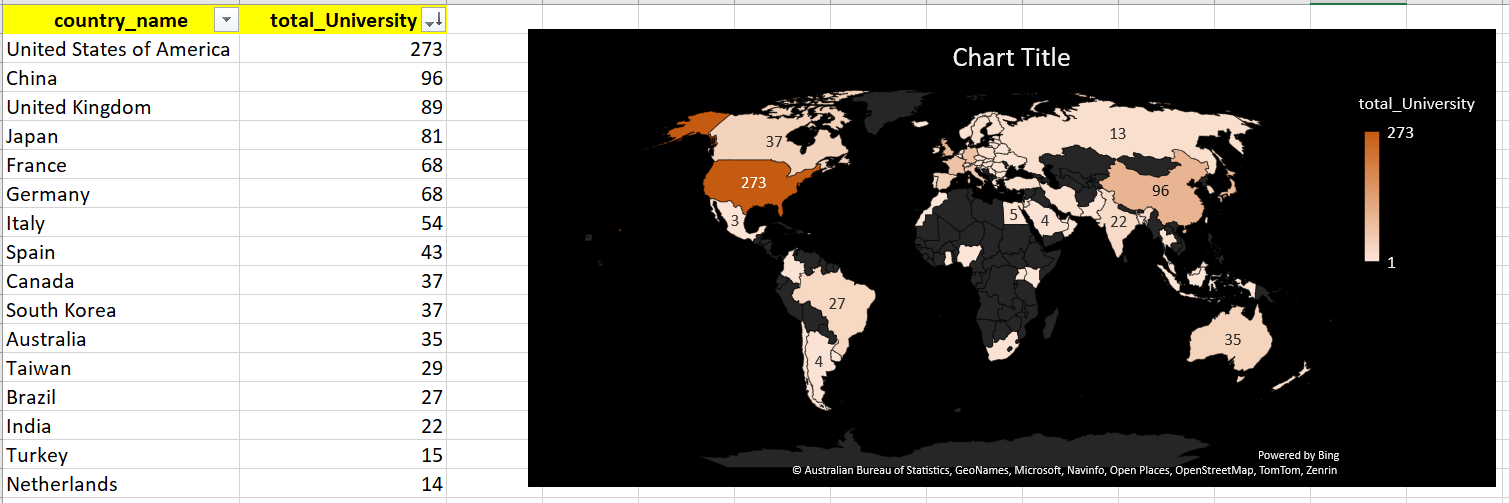 country_name total_University
United States of America 273
China 96
United Kingdom 89
Japan 81
France 68
Germany 68
Italy 54
Spain 43
Canada 37
South Korea 37
Australia 35
Taiwan 29
Brazil 27
India 22
Turkey 15
Netherlands 14
Chart Title
total_University
273
1
37
13
273
96
3
5
4
22
27
35
4
Powered by Bing
© Australian Bureau of Statistics, GeoNames, Microsoft, Navinfo, Open Places, OpenStreetMap, TomTom, Zenrin